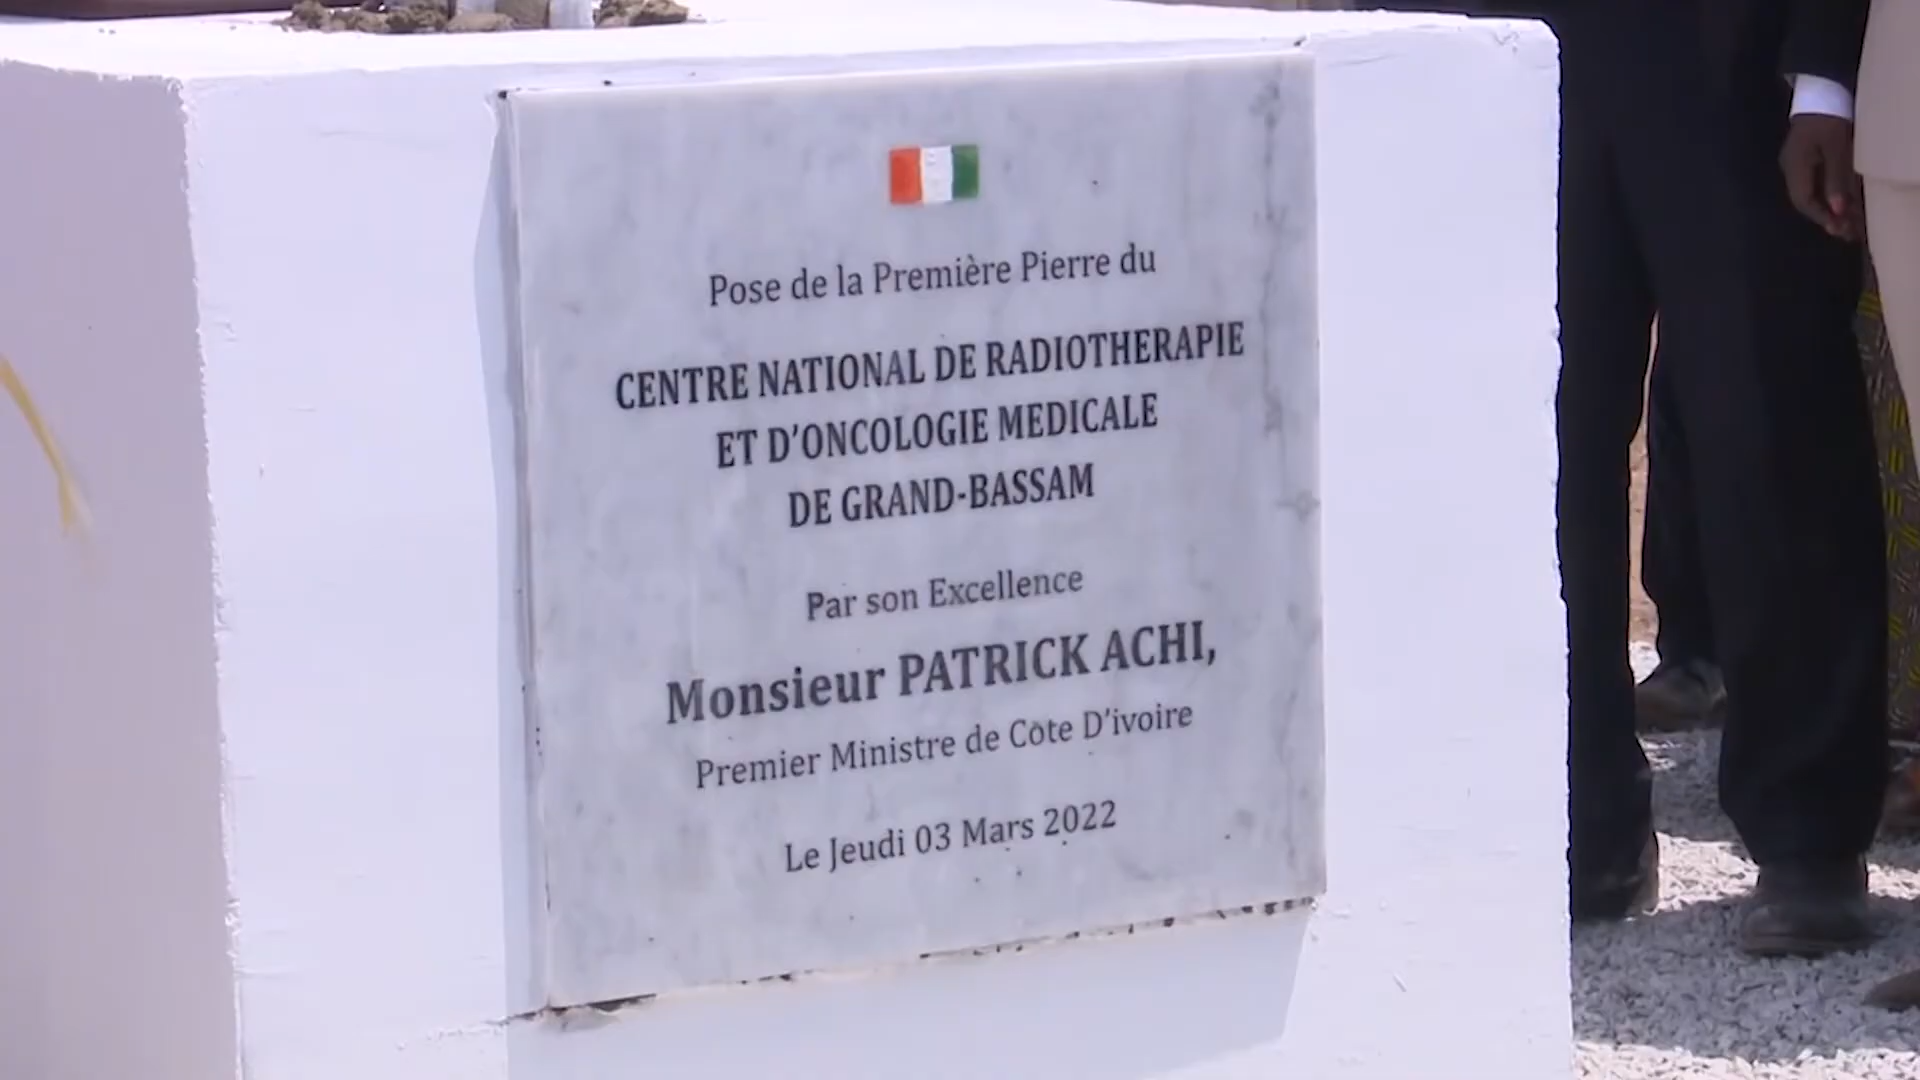 Pose de la Première Pierre du
CENTRE NATIONAL DE RADIOTHERAPIE
ET D'ONCOLOGIE MEDICALE
DE GRAND-BASSAM
Par son Excellence
Monsieur PATRICK ACHI,
Premier Ministre de Côte D'ivoire
Le Jeudi 03 Mars 2022